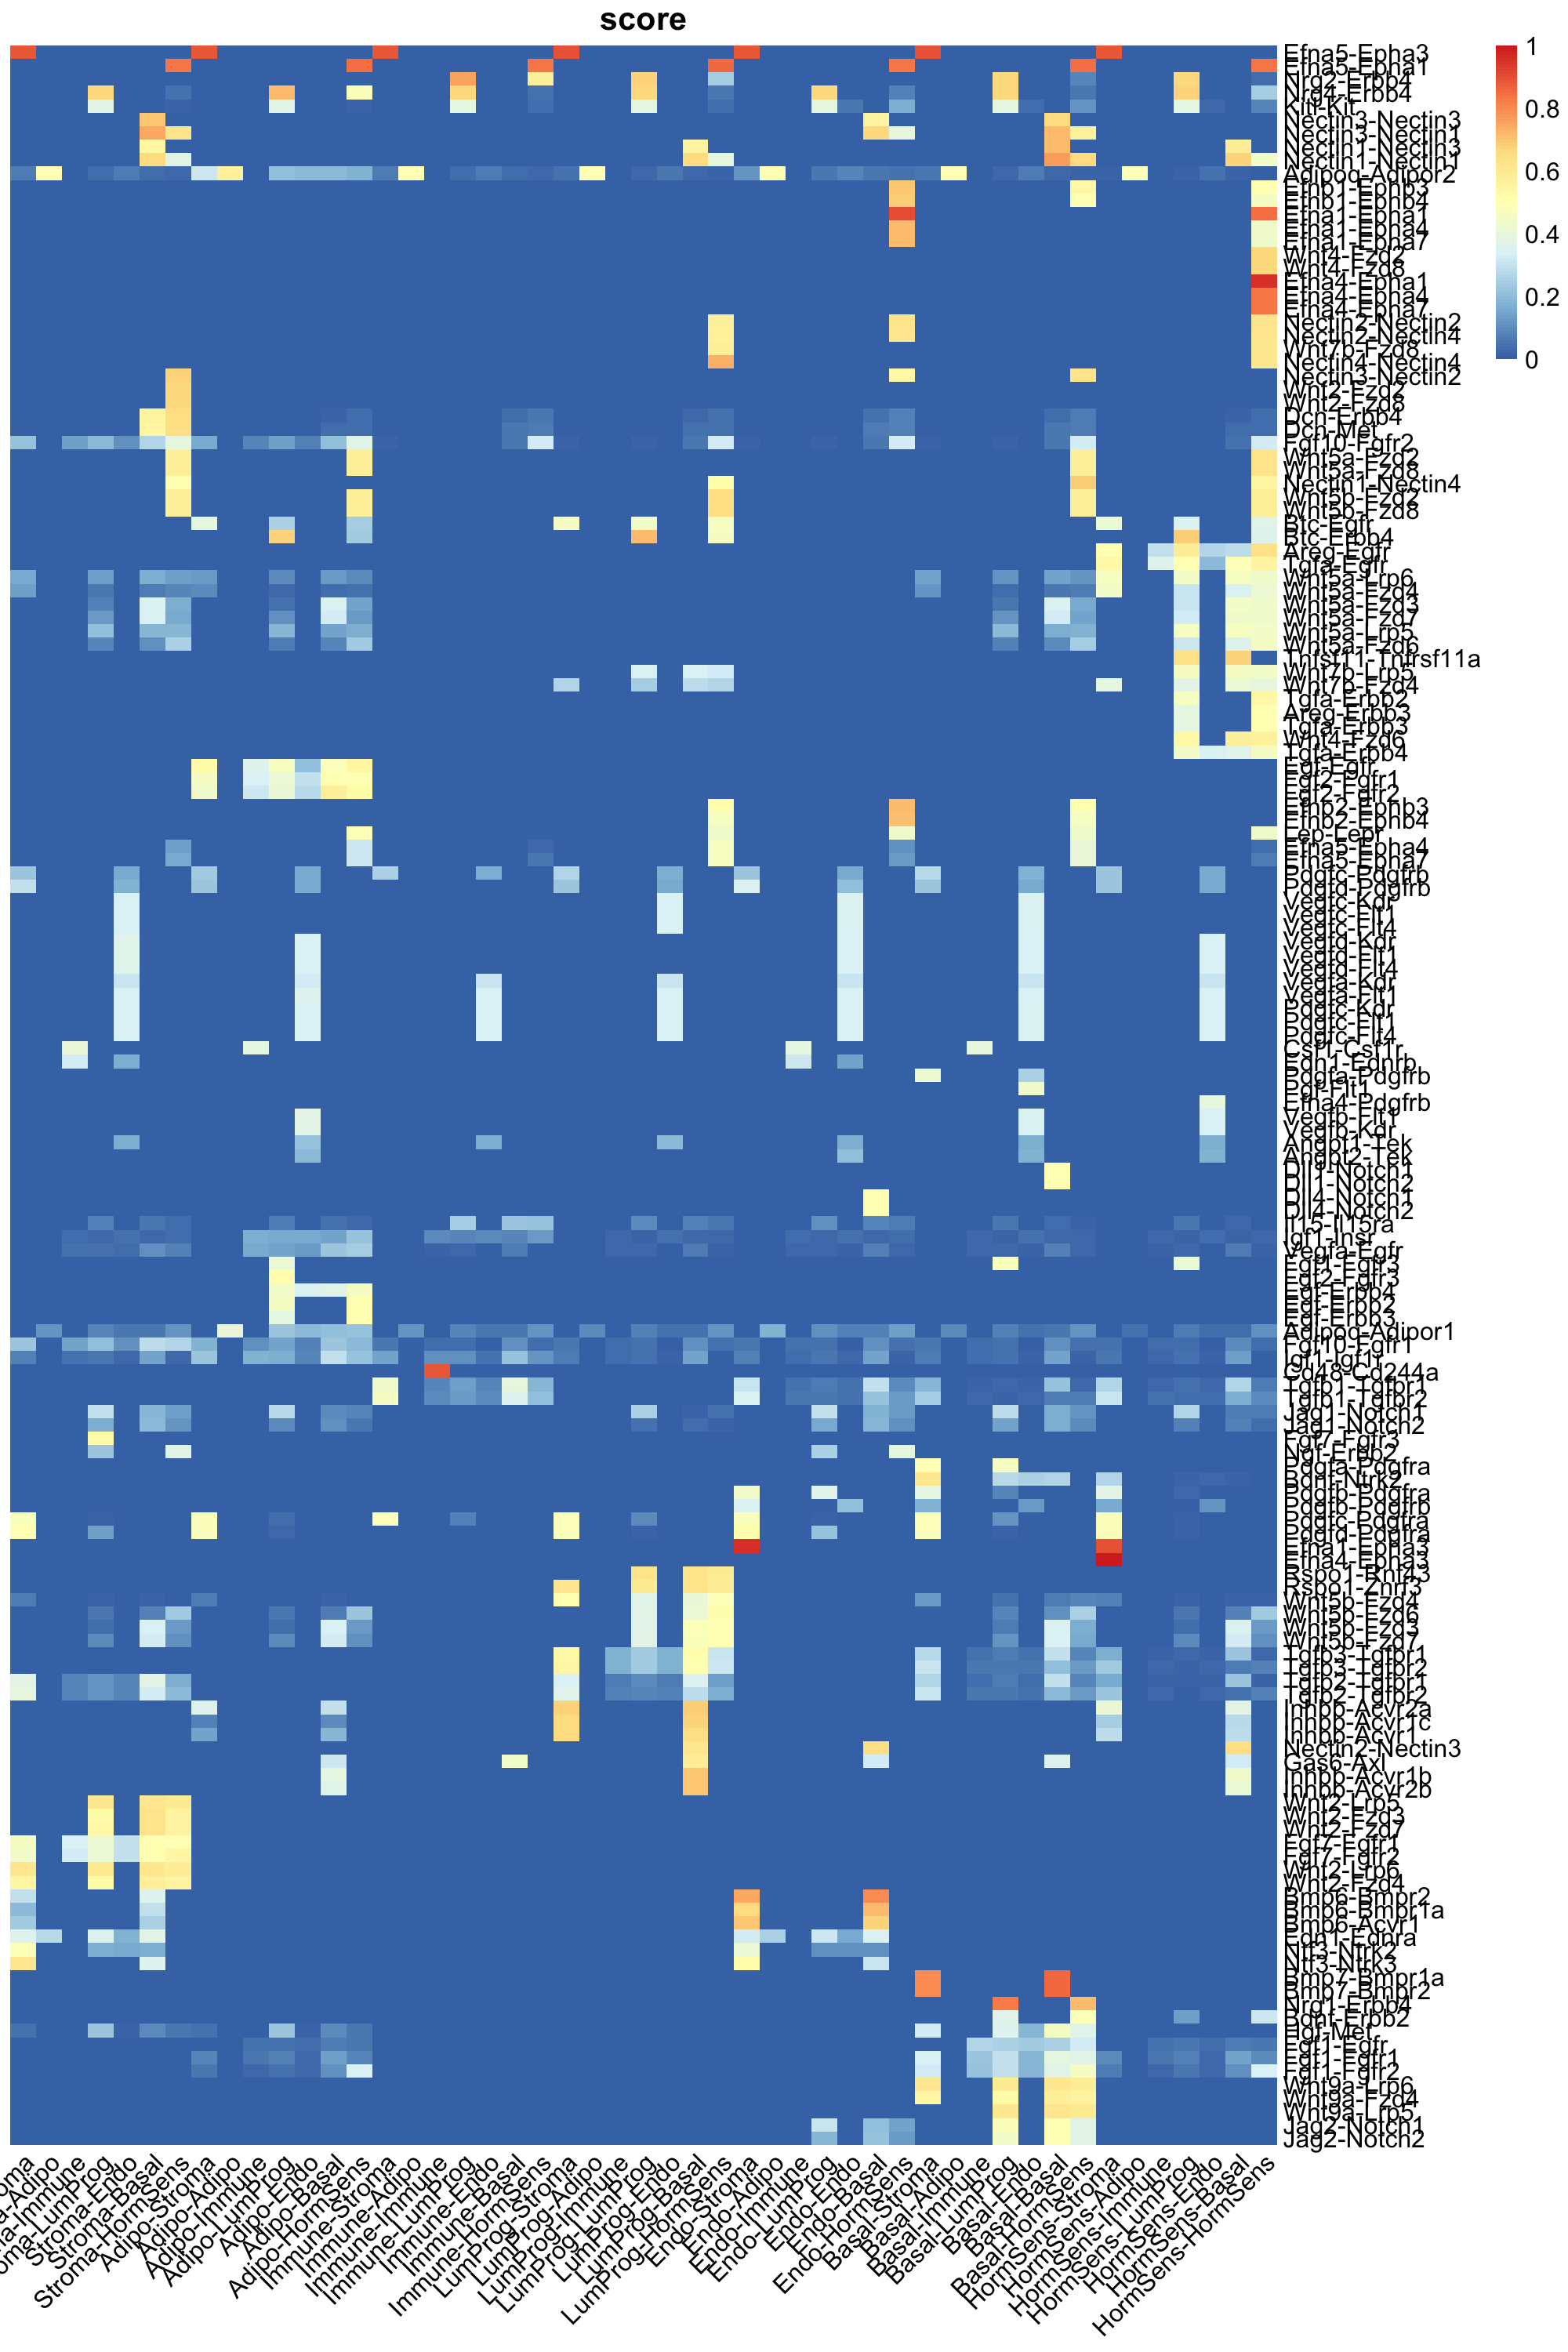 score
Efna5-Epha3
Efna5-Epha1
Nrg2-Erbb4
Nrg4-Erbb4
Kitl-Kit
Nectin3-Nectin3
Nectin3-Nectin1
Nectin1-Nectin3
Nectin1-Nectin1
Adipoq-Adipor2
Efnb1-Ephb3
Efnb1-Ephb4
Efna1-Epha1
Efna1-Epha4
Efna1-Epha7
Wnt4-Fzd2
Wnt4-Fzd8
Efna4-Epha1
Efna4-Epha4
Efna4-Epha7
Nectin2-Nectin2
Nectin2-Nectin4
Wnt7b-Fzd8
Nectin4-Nectin4
Nectin3-Nectin2
Wnt2-Fzd2
Wnt2-Fzd8
Dcn-Erbb4
Dcn-Met
Fgf10-Fgfr2
Wnt5a-Fzd2
Wnt5a-Fzd8
Nectin1-Nectin4
Wnt5b-Fzd2
Wnt5b-Fzd8
Btc-Egfr
Btc-Erbb4
Areg-Egfr
Tgfa-Egfr
Wnt5a-Lrp6
Wnt5a-Fzd4
Wnt5a-Fzd3
Wnt5a-Fzd7
Wnt5a-Lrp5
Wnt5a-Fzd6
Tnfsf11-Tnfrsf11a
Wnt7b-Lrp5
Wnt7b-Fzd4
Tgfa-Erbb2
Areg-Erbb3
Tgfa-Erbb3
Wnt4-Fzd6
Tgfa-Erbb4
Egf-Egfr
Fgf2-Fgfr1
Fgf2-Fgfr2
Efnb2-Ephb3
Efnb2-Ephb4
Lep-Lepr
Efna5-Epha4
Efna5-Epha7
Pdgfc-Pdgfrb
Pdgfd-Pdgfrb
Vegfc-Kdr
Vegfc-Flt1
Vegfc-Flt4
Vegfd-Kdr
Vegfd-Flt1
Vegfd-Flt4
Vegfa-Kdr
Vegfa-Flt1
Pdgfc-Kdr
Pdgfc-Flt1
Pdgfc-Flt4
Csf1-Csf1r
Edn1-Ednrb
Pdgfa-Pdgfrb
Pgf-Flt1
Efna4-Pdgfrb
Vegfb-Flt1
Vegfb-Kdr
Angpt1-Tek
Angpt2-Tek
Dll1-Notch1
Dll1-Notch2
Dll4-Notch1
Dll4-Notch2
Il15-Il15ra
Igf1-Insr
Vegfa-Egfr
Fgf1-Fgfr3
Fgf2-Fgfr3
Egf-Erbb4
Egf-Erbb2
Egf-Erbb3
Adipoq-Adipor1
Fgf10-Fgfr1
Igf1-Igf1r
Cd48-Cd244a
Tgfb1-Tgfbr1
Tgfb1-Tgfbr2
Jag1-Notch1
Jag1-Notch2
Fgf7-Fgfr3
Ngf-Erbb2
Pdgfa-Pdgfra
Bdnf-Ntrk2
Pdgfb-Pdgfra
Pdgfb-Pdgfrb
Pdgfc-Pdgfra
Pdgfd-Pdgfra
Efna1-Epha3
Efna4-Epha3
Rspo1-Rnf43
Rspo1-Znrf3
Wnt5b-Fzd4
Wnt5b-Fzd6
Wnt5b-Fzd3
Wnt5b-Fzd7
Tgfb3-Tgfbr1
Tgfb3-Tgfbr2
Tgfb2-Tgfbr1
Tgfb2-Tgfbr2
Inhbb-Acvr2a
Inhbb-Acvr1c
Inhbb-Acvr1
Nectin2-Nectin3
Gas6-Axl
Inhbb-Acvr1b
Inhbb-Acvr2b
Wnt2-Lrp5
Wnt2-Fzd3
Wnt2-Fzd7
Fgf7-Fgfr1
Fgf7-Fgfr2
Wnt2-Lrp6
Wnt2-Fzd4
Bmp6-Bmpr2
Bmp6-Bmpr1a
Bmp6-Acvr1
Edn1-Ednra
Ntf3-Ntrk2
Ntf3-Ntrk3
Bmp7-Bmpr1a
Bmp7-Bmpr2
Nrg1-Erbb4
Bdnf-Erbb2
Hgf-Met
Fgf1-Egfr
Fgf1-Fgfr1
Fgf1-Fgfr2
Wnt9a-Lrp6
Wnt9a-Fzd4
Wnt9a-Lrp5
Jag2-Notch1
Jag2-Notch2
1
0.8
0.6
0.4
0.2
0
oma
a-Adipo
a-Immune
oma-LumProg
Stroma-Endo
Stroma-Basal
Stroma-HormSens
Adipo-Stroma
Adipo-Adipo
Adipo-Immune
Adipo-LumProg
Adipo-Endo
Adipo-Basal
Adipo-HormSens
Immune-Stroma
Immune-Adipo
Immune-Immune
Immune-LumProg
Immune-Endo
Immune-Basal
Immune-HormSens
LumProg-Stroma
LumProg-Adipo
LumProg-Immune
LumProg-LumProg
LumProg-Endo
LumProg-Basal
LumProg-HormSens
Endo-Stroma
Endo-Adipo
Endo-Immune
Endo-LumProg
Endo-Endo
Endo-Basal
Endo-HormSens
Basal-Stroma
Basal-Adipo
Basal-Immune
Basal-LumProg
Basal-Endo
Basal-Basal
Basal-HormSens
HormSens-Stroma
HormSens-Adipo
HormSens-Immune
HormSens-LumProg
HormSens-Endo
HormSens-Basal
HormSens-HormSens